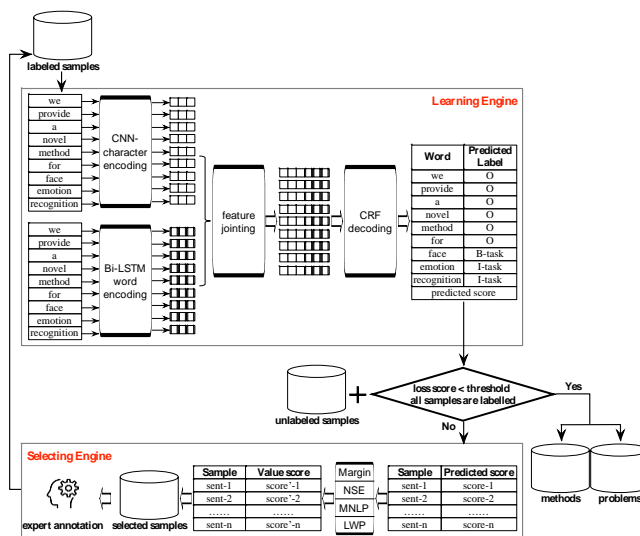 labeled samples
Learning Engine
we
provide
a
novel
method
for
face
emotion
recognition
CNN-
character
encoding
we
provide
a
novel
method
for
face
emotion
recognition
Bi-LSTM
word
encoding
feature
jointing
CRF
decoding
Word Predicted Label
we O
provide O
a O
novel O
method O
for O
face B-task
emotion I-task
recognition I-task
predicted score
unlabeled samples
loss score < threshold
all samples are labelled
Yes
No
methods
problems
Selecting Engine
expert annotation
selected samples
Sample Value score
sent-1 score'-1
sent-2 score'-2
...... ......
sent-n score'-n
Margin
NSE
MNLP
LWP
Sample Predicted score
sent-1 score-1
sent-2 score-2
...... ......
sent-n score-n